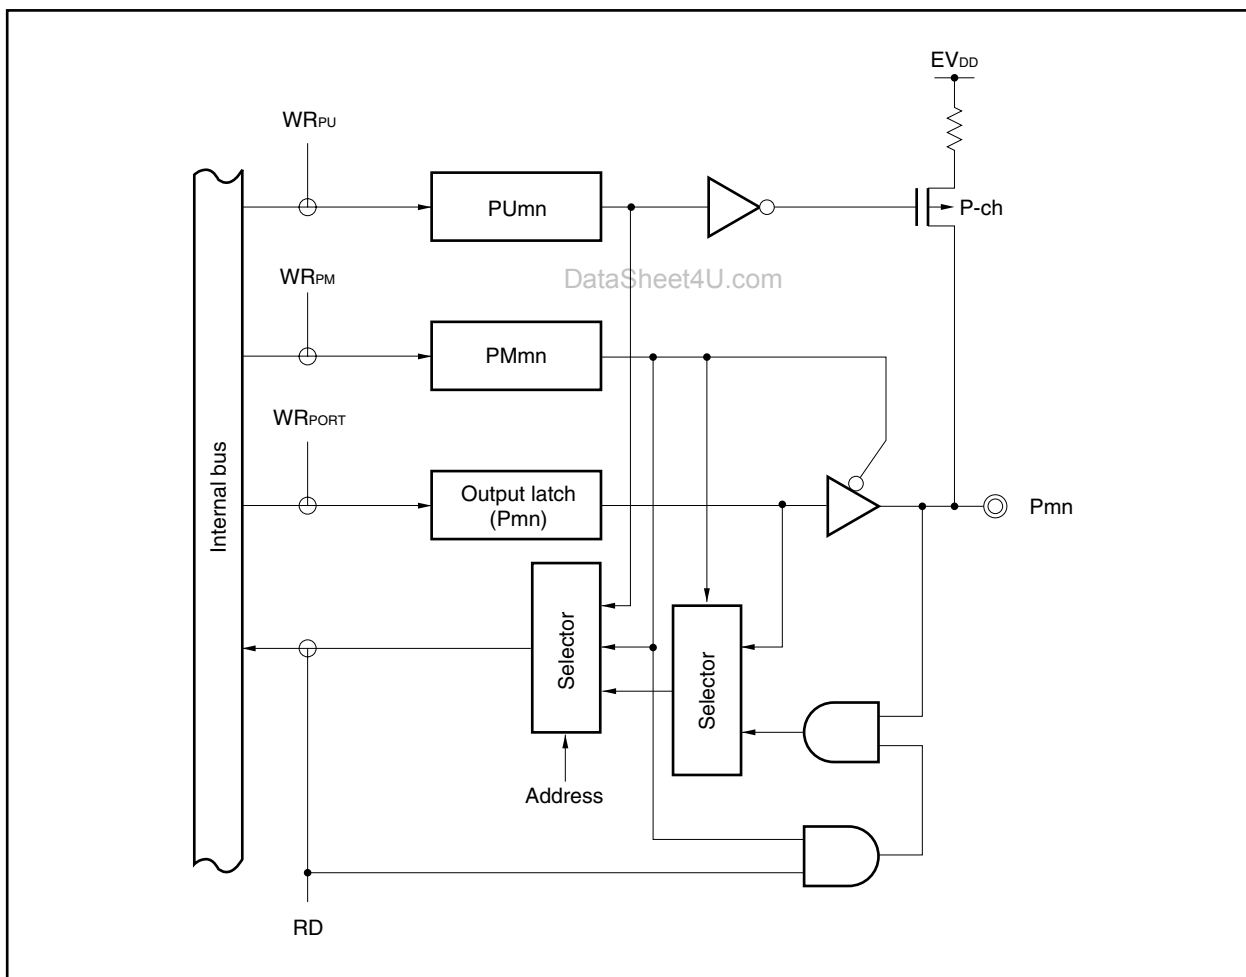 EVDD
WRPU
PUmn
P-ch
DataSheet4U.com
WRPM
PMmn
WRPORT
Internal bus
Output latch
(Pmn)
Pmn
Selector
Selector
Address
RD